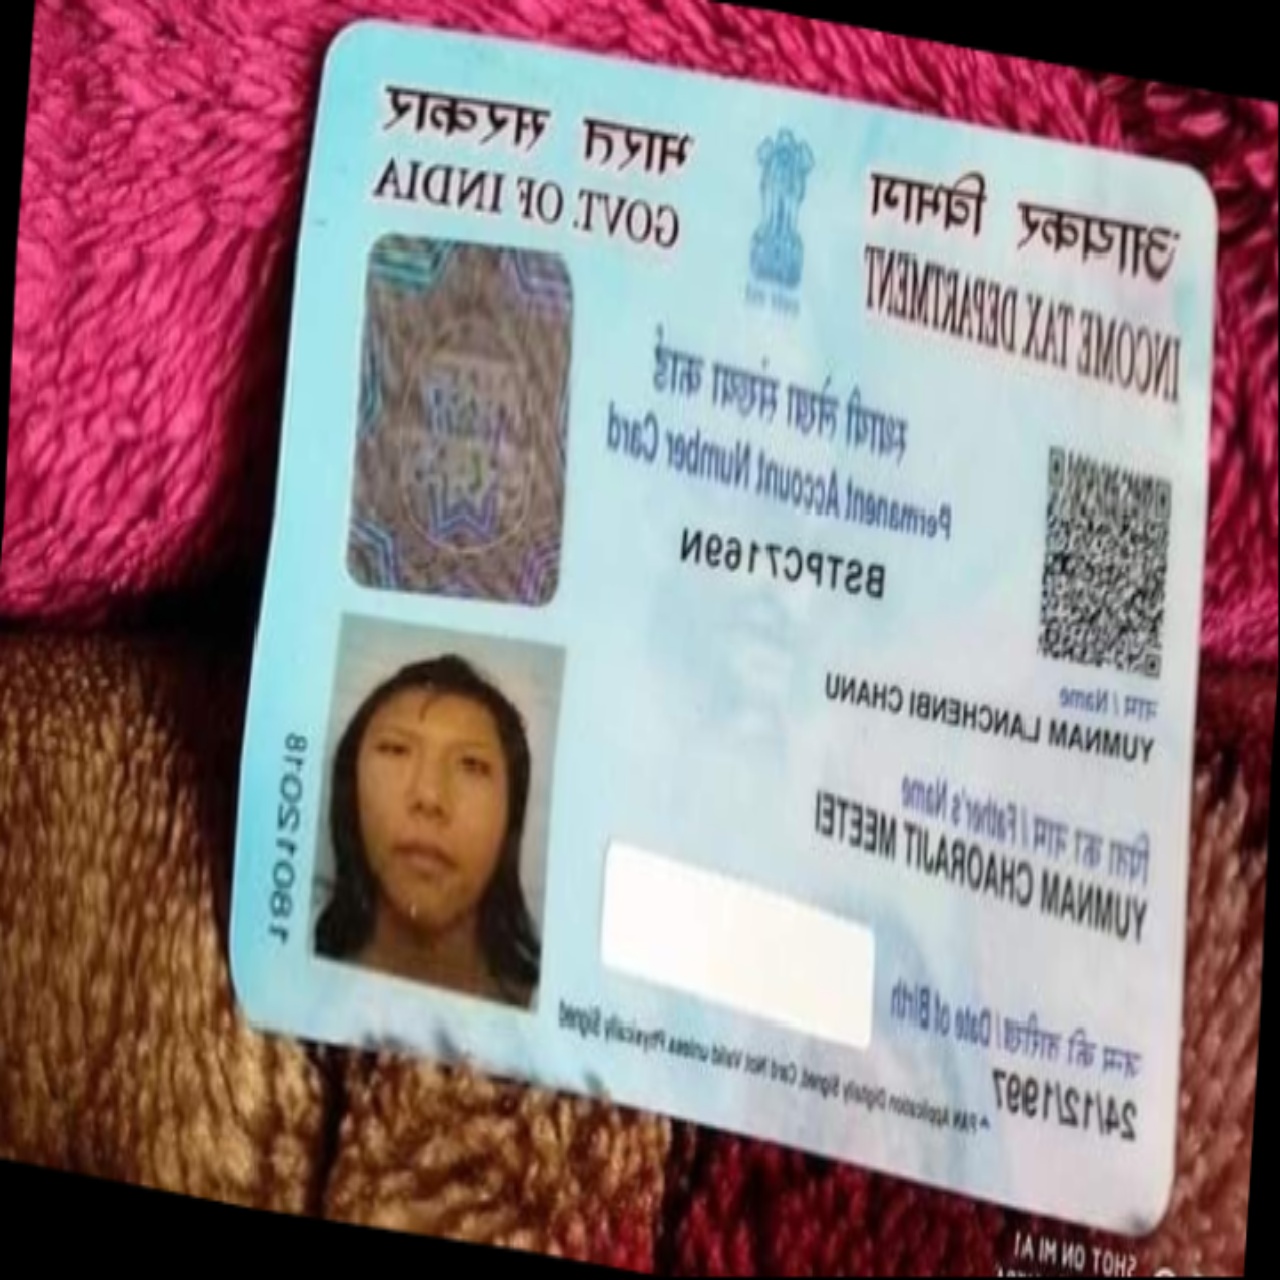 आयकर विभाग
INCOME TAX DEPARTMENT
भारत सरकार
GOVT. OF INDIA
स्थायी लेखा संख्या कार्ड
Permanent Account Number Card
BSTPC7169N
नाम / Name
YUMNAM LANCHENBI CHANU
पिता का नाम / Father's Name
YUMNAM CHAORAJIT MEETEI
जन्म की तारीख / Date of Birth
24/12/1997
PAN Application Digitally Signed, Card Not Valid unless Physically Signed
18012018
SHOT ON MI A1